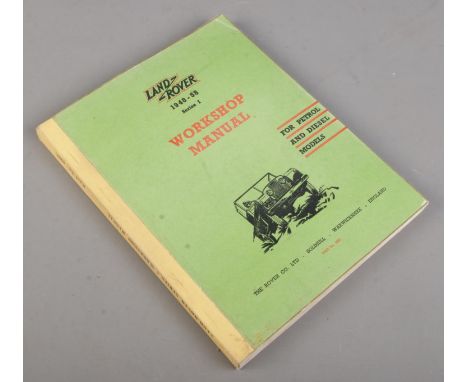 LAND
ROVER
1948-58
Series I
WORKSHOP
MANUAL
FOR PETROL
AND DIESEL
MODELS
THE ROVER CO. LTD · SOLIHULL · WARWICKSHIRE · ENGLAND